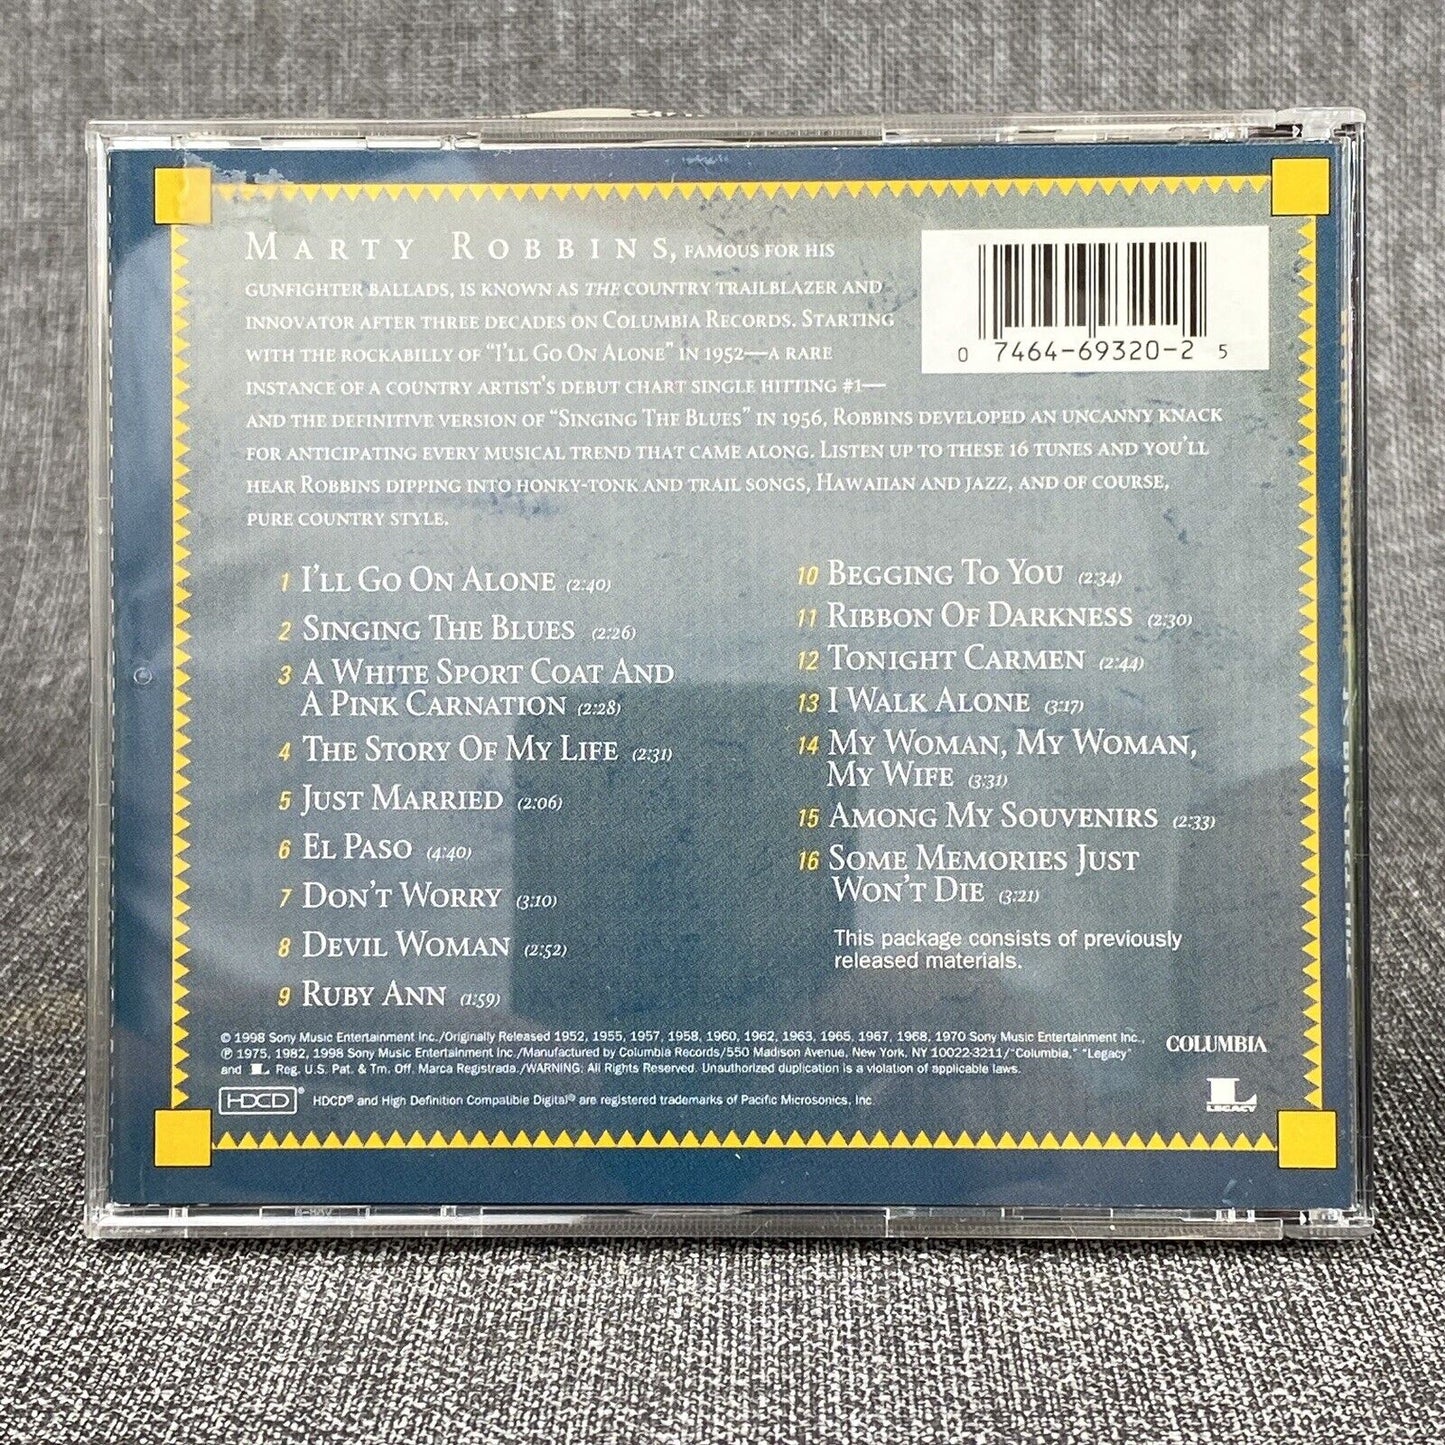 MARTY ROBBINS, FAMOUS FOR HIS
GUNFIGHTER BALLADS, IS KNOWN AS THE COUNTRY TRAILBLAZER AND
INNOVATOR AFTER THREE DECADES ON COLUMBIA RECORDS. STARTING
WITH THE ROCKABILLY OF “I’LL GO ON ALONE” IN 1952—A RARE
INSTANCE OF A COUNTRY ARTIST’S DEBUT CHART SINGLE HITTING #1—
AND THE DEFINITIVE VERSION OF “SINGING THE BLUES” IN 1956, ROBBINS DEVELOPED AN UNCANNY KNACK
FOR ANTICIPATING EVERY MUSICAL TREND THAT CAME ALONG. LISTEN UP TO THESE 16 TUNES AND YOU’LL
HEAR ROBBINS DIPPING INTO HONKY-TONK AND TRAIL SONGS, HAWAIIAN AND JAZZ, AND OF COURSE,
PURE COUNTRY STYLE.
0 7464-69320-2 5
1 I’LL GO ON ALONE (2:40)
2 SINGING THE BLUES (2:26)
3 A WHITE SPORT COAT AND
A PINK CARNATION (2:28)
4 THE STORY OF MY LIFE (2:31)
5 JUST MARRIED (2:06)
6 EL PASO (4:40)
7 DON’T WORRY (3:10)
8 DEVIL WOMAN (2:52)
9 RUBY ANN (1:59)
10 BEGGING TO YOU (2:34)
11 RIBBON OF DARKNESS (2:30)
12 TONIGHT CARMEN (2:44)
13 I WALK ALONE (3:17)
14 MY WOMAN, MY WOMAN,
MY WIFE (3:31)
15 AMONG MY SOUVENIRS (2:33)
16 SOME MEMORIES JUST
WON’T DIE (3:21)
This package consists of previously
released materials.
© 1998 Sony Music Entertainment Inc./Originally Released 1952, 1955, 1957, 1958, 1960, 1962, 1963, 1965, 1967, 1968, 1970 Sony Music Entertainment Inc.,
℗ 1975, 1982, 1998 Sony Music Entertainment Inc./Manufactured by Columbia Records/550 Madison Avenue, New York, NY 10022-3211/“Columbia,” “Legacy”
and L Reg. U.S. Pat. & Tm. Off. Marca Registrada./WARNING: All Rights Reserved. Unauthorized duplication is a violation of applicable laws.
COLUMBIA
HDCD® HDCD® and High Definition Compatible Digital® are registered trademarks of Pacific Microsonics, Inc.
L
LEGACY